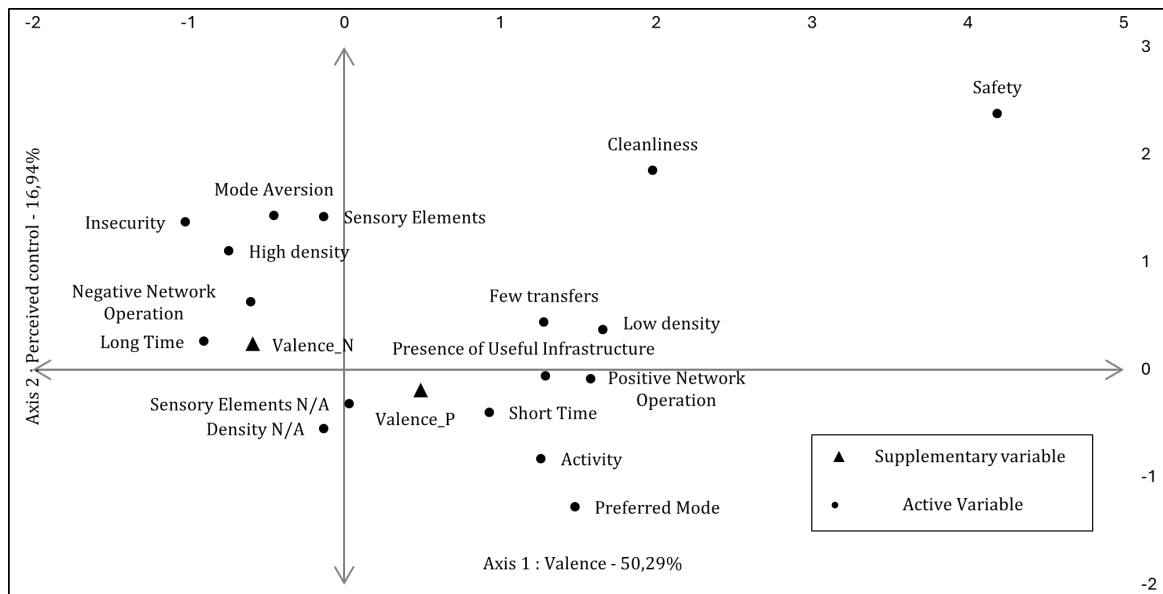 -2 -1 0 1 2 3 4 5
3
Safety
Cleanliness
2
Axis 2 : Perceived control - 16,94%
Mode Aversion
Insecurity
Sensory Elements
High density
1
Negative Network
Operation
Few transfers
Low density
Long Time
Valence_N
Presence of Useful Infrastructure
0
Positive Network
Operation
Sensory Elements N/A
Valence_P
Short Time
Density N/A
Activity
Supplementary variable
-1
Preferred Mode
Active Variable
Axis 1 : Valence - 50,29%
-2